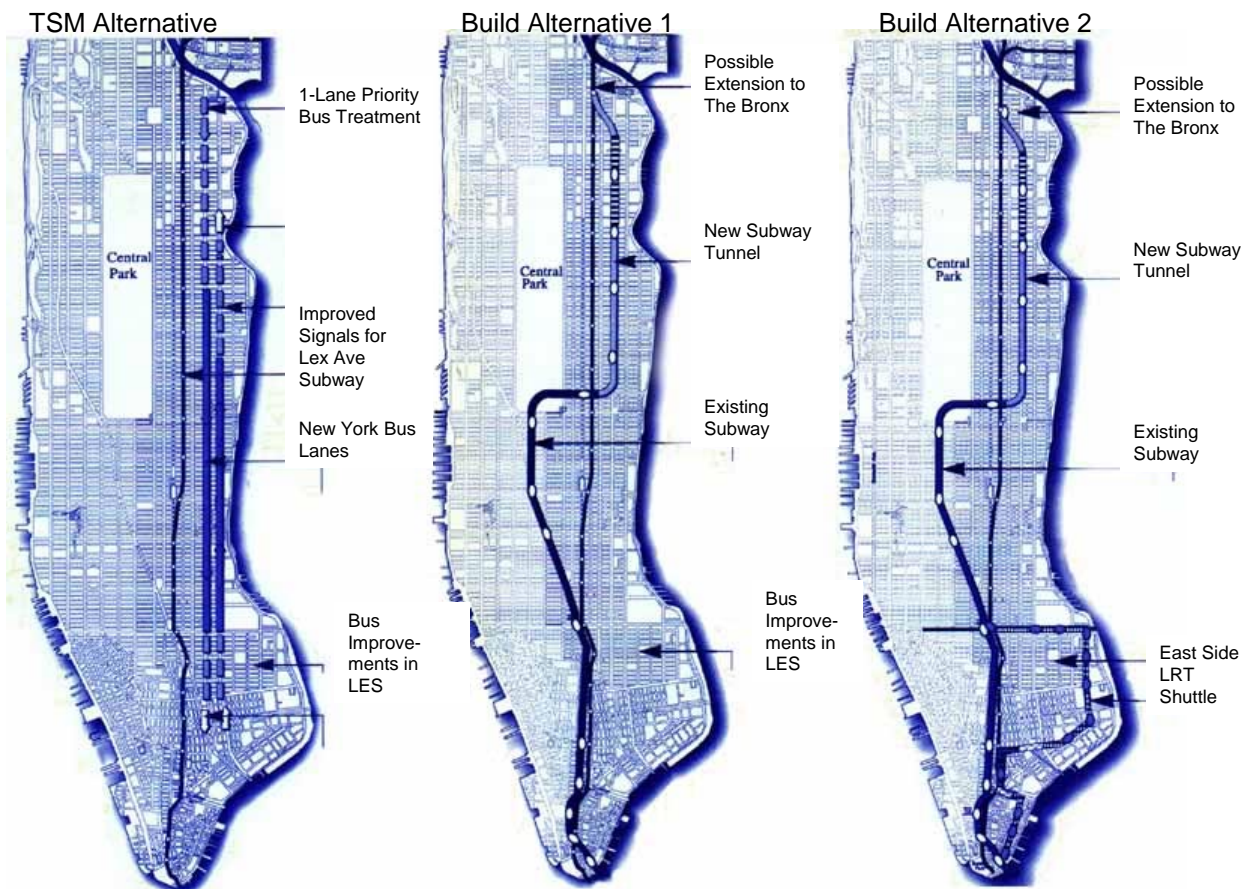 TSM Alternative
1-Lane Priority
Bus Treatment
Central
Park
Improved
Signals for
Lex Ave
Subway
New York Bus
Lanes
Bus
Improve-
ments in
LES
Build Alternative 1
Possible
Extension to
The Bronx
New Subway
Tunnel
Central
Park
Existing
Subway
Bus
Improve-
ments in
LES
Build Alternative 2
Possible
Extension to
The Bronx
New Subway
Tunnel
Central
Park
Existing
Subway
East Side
LRT
Shuttle